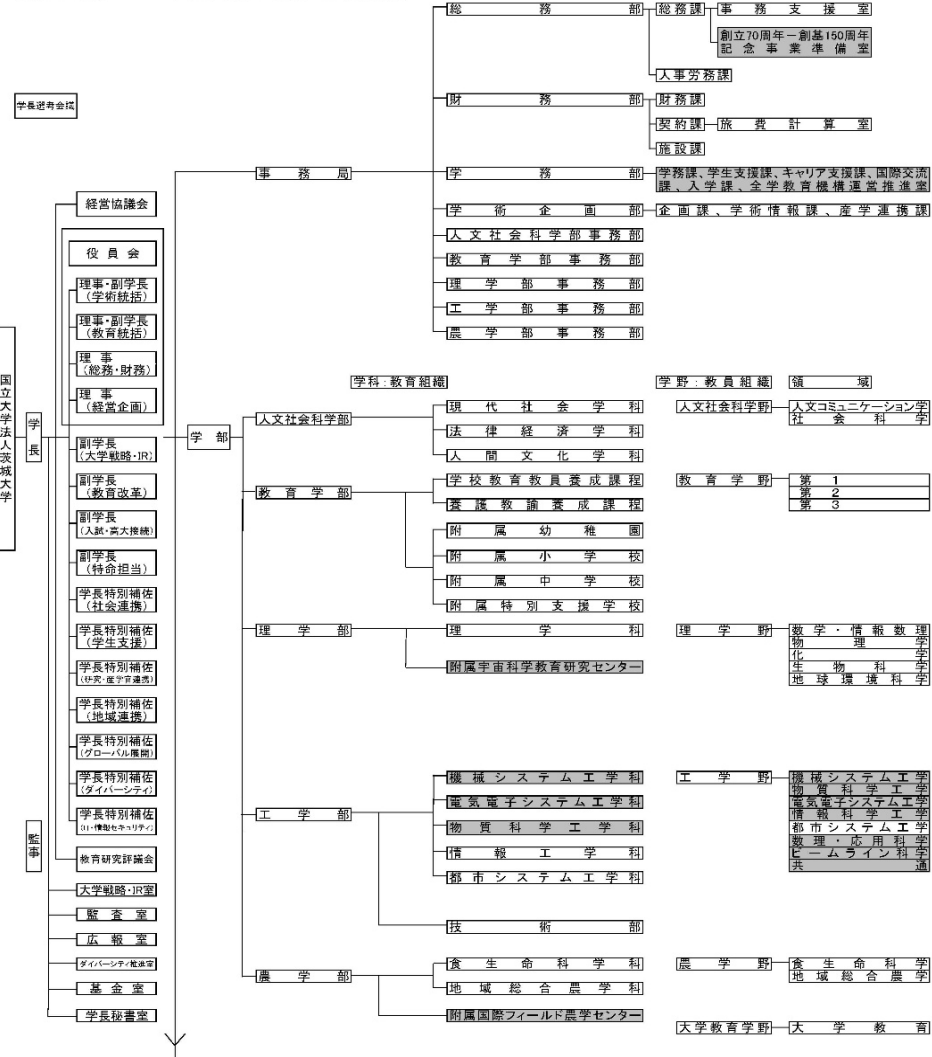 総務部
総務課
事務支援室
創立70周年－創基150周年
記念事業準備室
人事労務課
学長選考会議
財務部
財務課
契約課
旅費計算室
施設課
事務局
学務部
学務課、学生支援課、キャリア支援課、国際交流
課、入学課、全学教育機構運営推進室
経営協議会
学術企画部
企画課、学術情報課、産学連携課
人文社会科学部事務部
教育学部事務部
理学部事務部
工学部事務部
農学部事務部
役員会
理事・副学長
（学術統括）
理事・副学長
（教育統括）
理事
（総務・財務）
理事
（経営企画）
国立大学法人茨城大学
学長
監事
副学長
（大学戦略・IR）
副学長
（教育改革）
副学長
（入試・高大接続）
副学長
（特命担当）
学長特別補佐
（社会連携）
学長特別補佐
（学生支援）
学長特別補佐
（研究・産学官連携）
学長特別補佐
（地域連携）
学長特別補佐
（グローバル展開）
学長特別補佐
（ダイバーシティ）
学長特別補佐
（IT・情報セキュリティ）
教育研究評議会
大学戦略・IR室
監査室
広報室
ダイバーシティ推進室
基金室
学長秘書室
学科：教育組織
学野：教員組織
領域
学部
人文社会科学部
現代社会学科
法律経済学科
人間文化学科
人文社会科学野
人文コミュニケーション学
社会科学
教育学部
学校教育教員養成課程
養護教諭養成課程
附属幼稚園
附属小学校
附属中学校
附属特別支援学校
教育学野
第1
第2
第3
理学部
理学科
附属宇宙科学教育研究センター
理学野
数学・情報数理
物理学
化学
生物科学
地球環境科学
工学部
機械システム工学科
電気電子システム工学科
物質科学工学科
情報工学科
都市システム工学科
技術部
工学野
機械システム工学
物質科学工学
電気電子システム工学
情報科学工学
都市システム工学
数理・応用科学
ビームライン科学
共通
農学部
食生命科学科
地域総合農学科
附属国際フィールド農学センター
農学野
食生命科学
地域総合農学
大学教育学野
大学教育